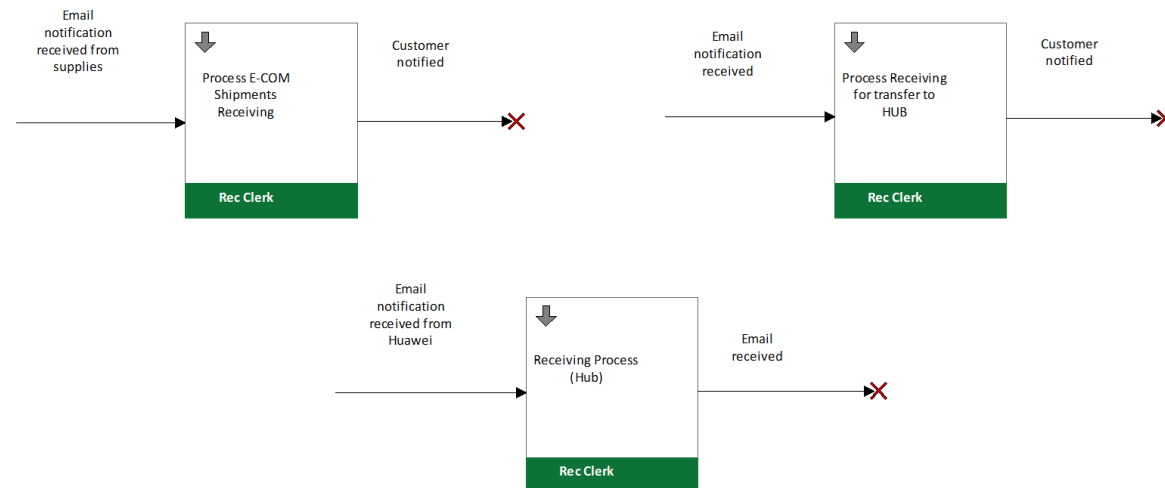 Email
notification
received from
supplies
Process E-COM
Shipments
Receiving
Rec Clerk
Customer
notified
Email
notification
received
Process Receiving
for transfer to
HUB
Rec Clerk
Customer
notified
Email
notification
received from
Huawei
Receiving Process
(Hub)
Rec Clerk
Email
received